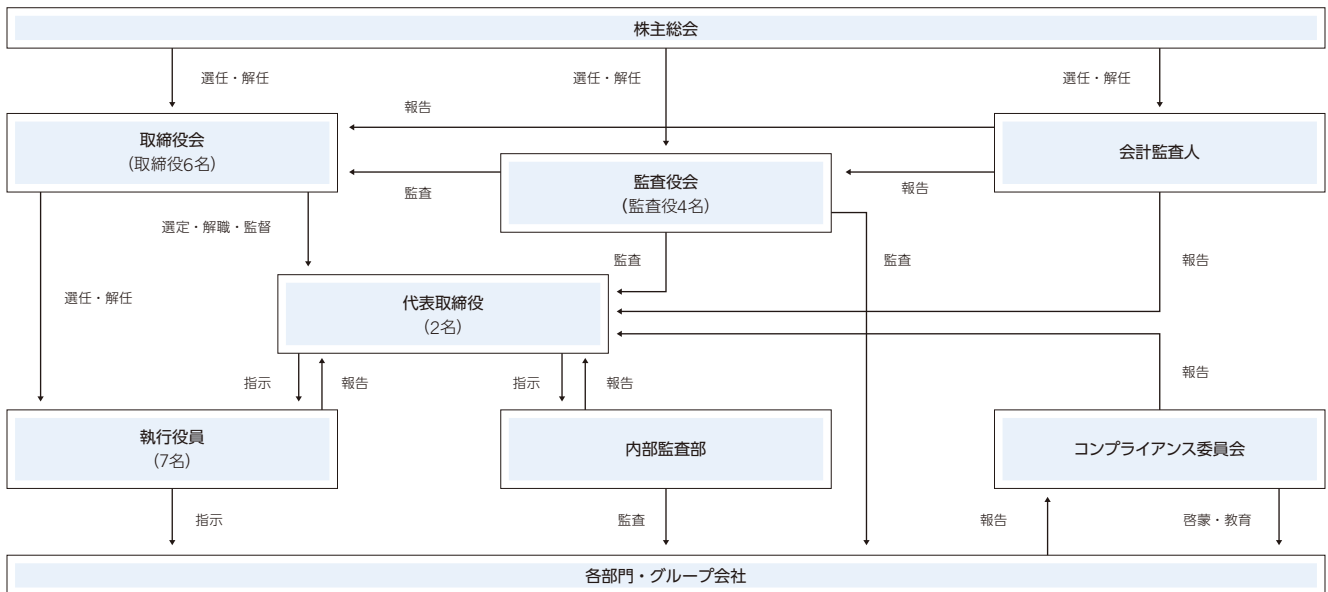 株主総会
選任・解任
選任・解任
選任・解任
報告
取締役会
(取締役6名)
会計監査人
監査役会
(監査役4名)
監査
報告
選定・解職・監督
監査
監査
報告
選任・解任
代表取締役
(2名)
報告
指示
報告
指示
報告
執行役員
(7名)
内部監査部
コンプライアンス委員会
指示
監査
報告
啓蒙・教育
各部門・グループ会社